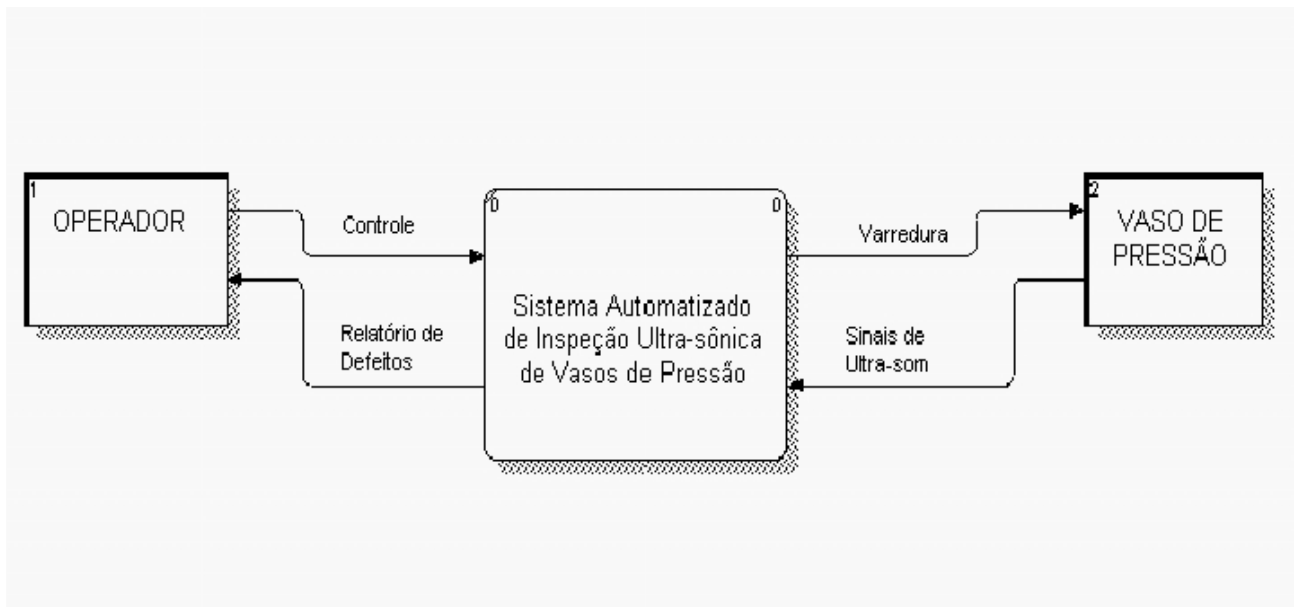 1
OPERADOR
Controle
Relatório de
Defeitos
0
0
Sistema Automatizado
de Inspeção Ultra-sônica
de Vasos de Pressão
Varredura
Sinais de
Ultra-som
2
VASO DE
PRESSÃO